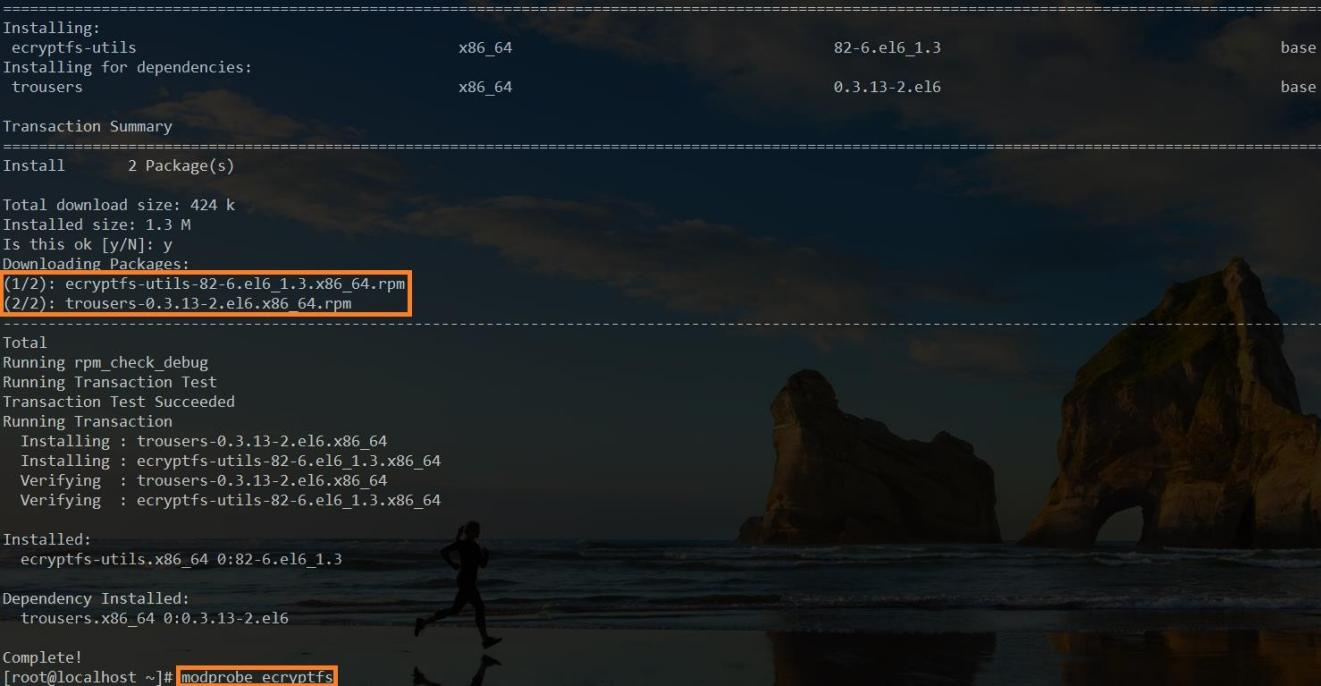 ================================================================================
Installing:
ecryptfs-utils x86_64 82-6.el6_1.3 base
Installing for dependencies:
trousers x86_64 0.3.13-2.el6 base
Transaction Summary
================================================================================
Install 2 Package(s)
Total download size: 424 k
Installed size: 1.3 M
Is this ok [y/N]: y
Downloading Packages:
(1/2): ecryptfs-utils-82-6.el6_1.3.x86_64.rpm
(2/2): trousers-0.3.13-2.el6.x86_64.rpm
--------------------------------------------------------------------------------
Total
Running rpm_check_debug
Running Transaction Test
Transaction Test Succeeded
Running Transaction
Installing : trousers-0.3.13-2.el6.x86_64
Installing : ecryptfs-utils-82-6.el6_1.3.x86_64
Verifying : trousers-0.3.13-2.el6.x86_64
Verifying : ecryptfs-utils-82-6.el6_1.3.x86_64
Installed:
ecryptfs-utils.x86_64 0:82-6.el6_1.3
Dependency Installed:
trousers.x86_64 0:0.3.13-2.el6
Complete!
[root@localhost ~]# modprobe ecryptfs